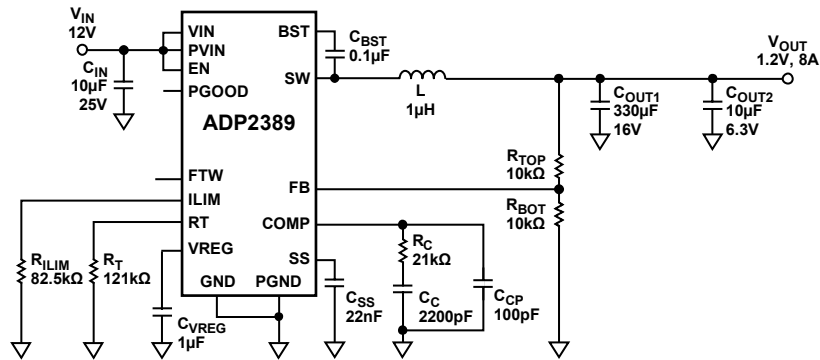 VIN
12V
CIN
10µF
25V
VIN
PVIN
EN
PGOOD
ADP2389
FTW
ILIM
RT
VREG
GND
PGND
BST
SW
FB
COMP
SS
CBST
0.1µF
L
1µH
VOUT
1.2V, 8A
COUT1
330µF
16V
COUT2
10µF
6.3V
RTOP
10kΩ
RBOT
10kΩ
RILIM
82.5kΩ
RT
121kΩ
CVREG
1µF
CSS
22nF
RC
21kΩ
CC
2200pF
CCP
100pF